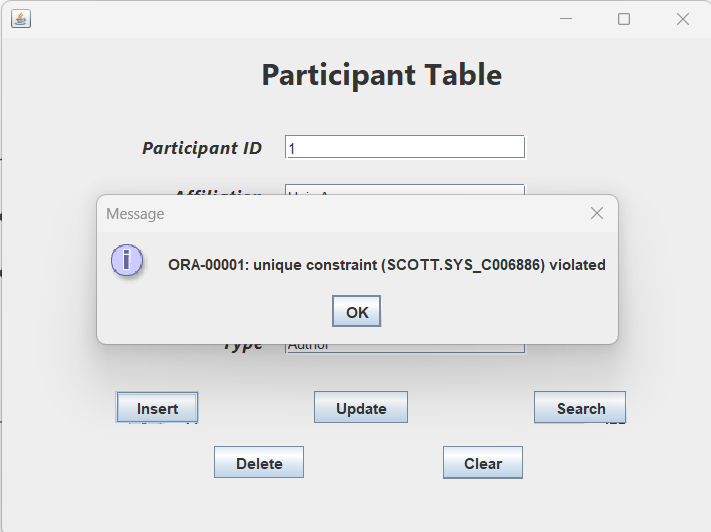 Participant Table
Participant ID 1
Message
ORA-00001: unique constraint (SCOTT.SYS_C006886) violated
OK
Type Author
Insert Update Search
Delete Clear